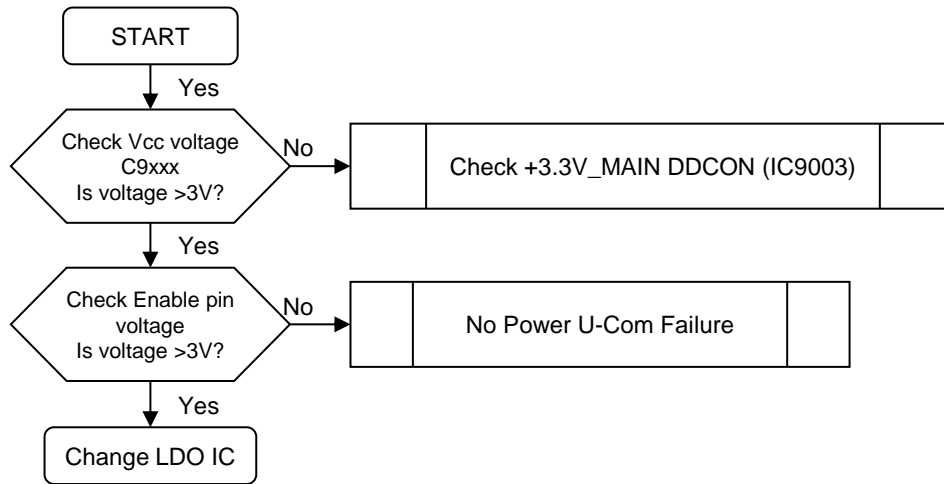 START
Yes
Check Vcc voltage
C9xxx
Is voltage >3V?
No
Check +3.3V_MAIN DDCON (IC9003)
Yes
Check Enable pin
voltage
Is voltage >3V?
No
No Power U-Com Failure
Yes
Change LDO IC